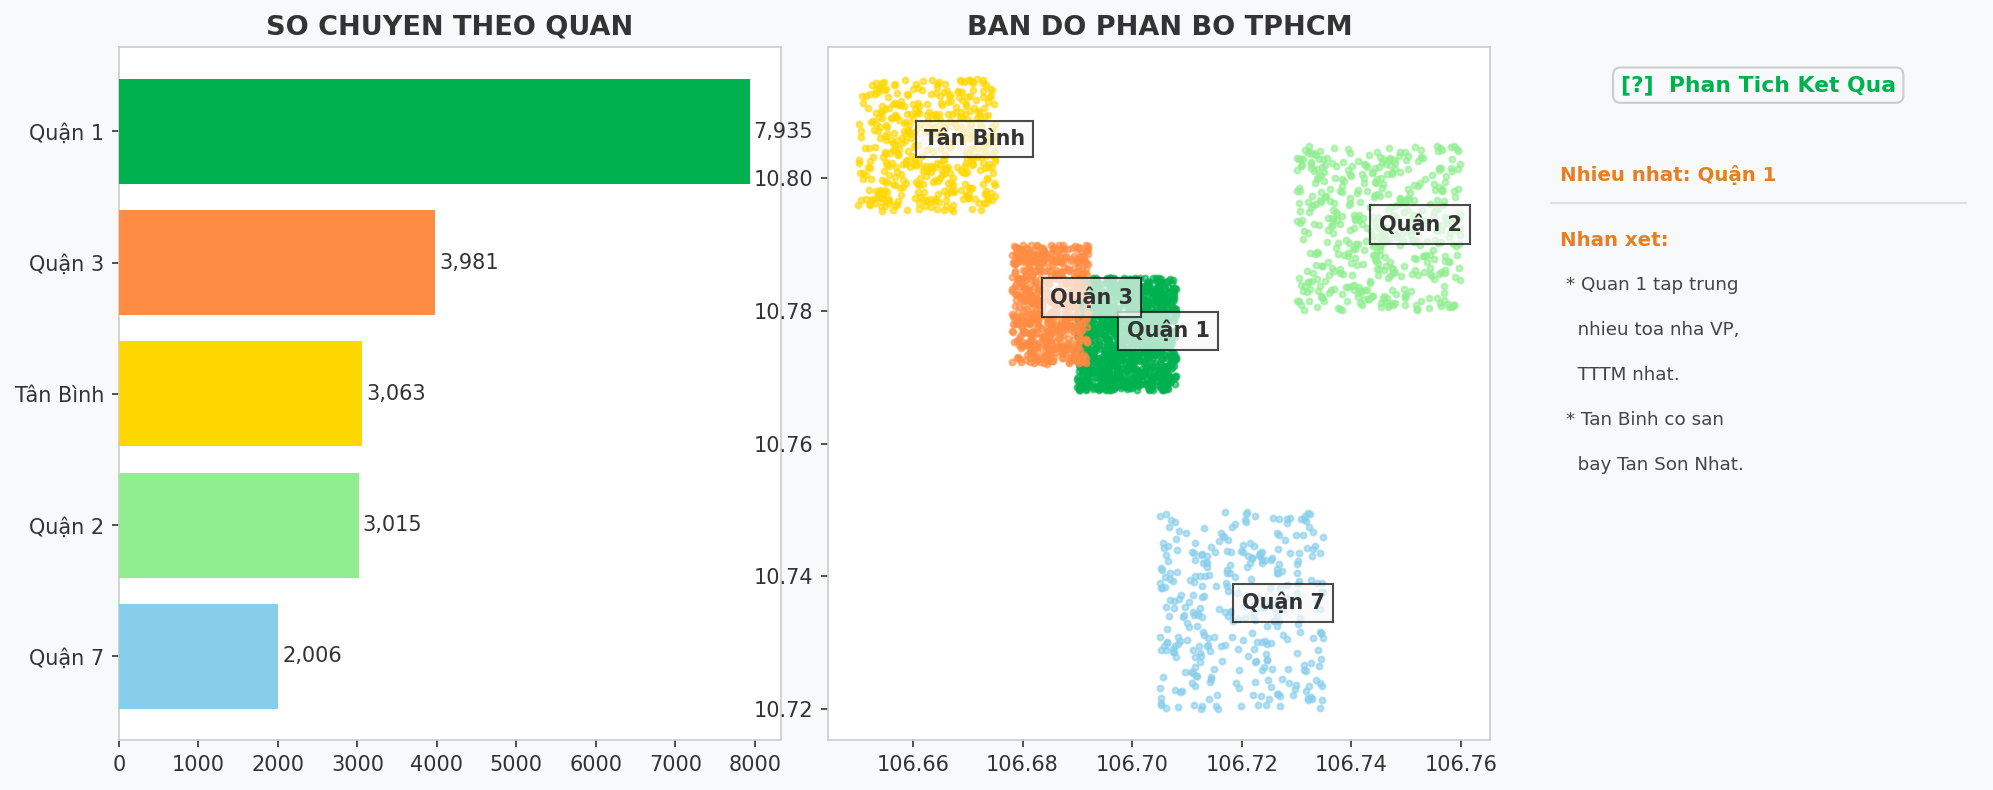 SO CHUYEN THEO QUAN
Quận 1
7,935
Quận 3
3,981
Tân Bình
3,063
Quận 2
3,015
Quận 7
2,006
0 1000 2000 3000 4000 5000 6000 7000 8000
BAN DO PHAN BO TPHCM
10.80
10.78
10.76
10.74
10.72
Tân Bình
Quận 2
Quận 3
Quận 1
Quận 7
106.66 106.68 106.70 106.72 106.74 106.76
[?] Phan Tich Ket Qua
Nhieu nhat: Quận 1
Nhan xet:
* Quan 1 tap trung
nhieu toa nha VP,
TTTM nhat.
* Tan Binh co san
bay Tan Son Nhat.